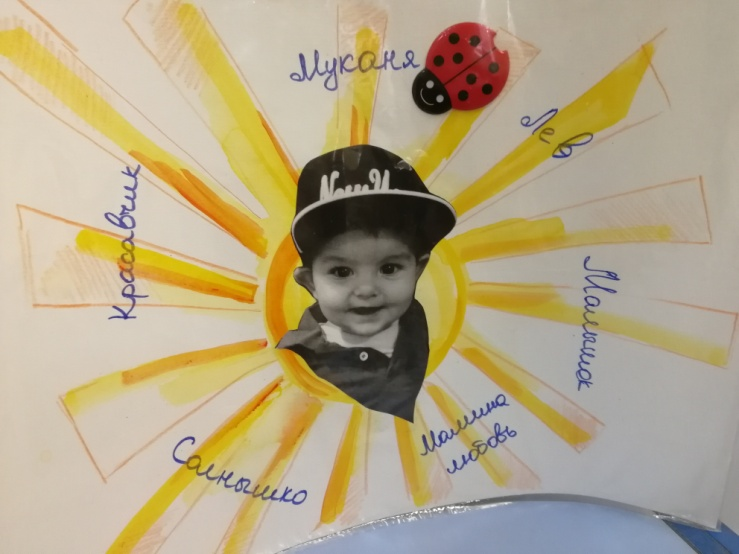 Муканя
Лев
Красавчик
Малышок
Мамина
любовь
Солнышко